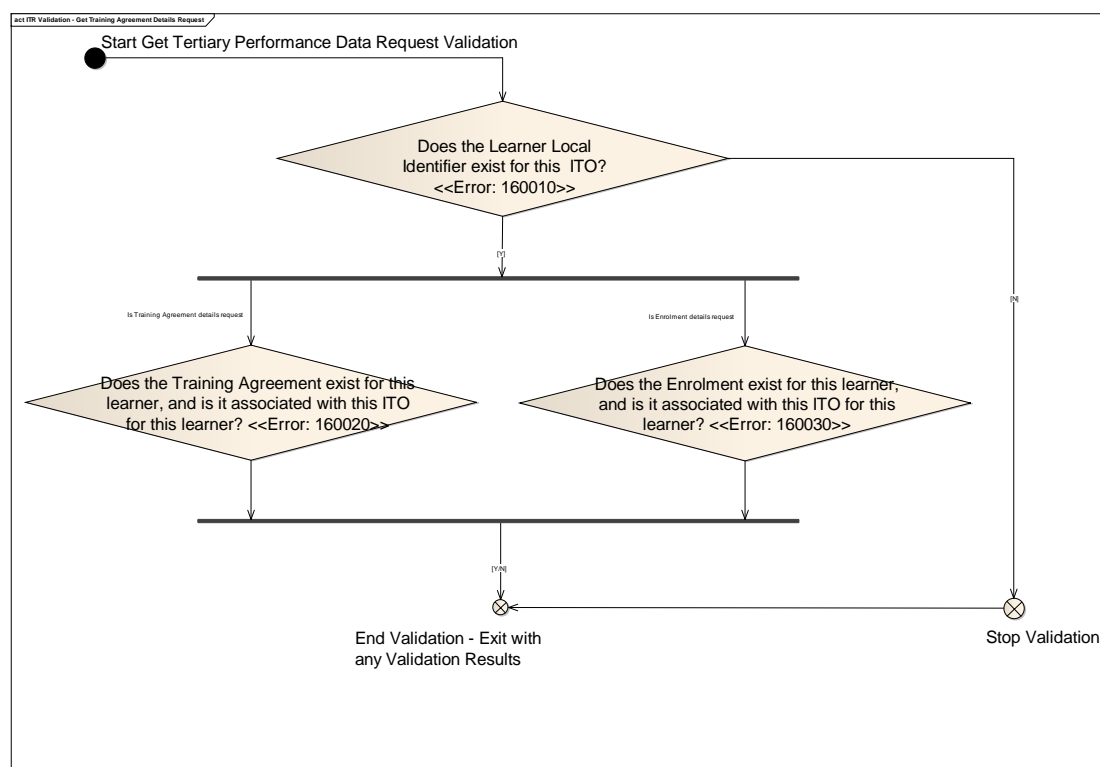 act ITR Validation - Get Training Agreement Details Request
Start Get Tertiary Performance Data Request Validation
Does the Learner Local
Identifier exist for this ITO?
<<Error: 160010>>
[Y]
[N]
Is Training Agreement details request
Is Enrolment details request
Does the Training Agreement exist for this
learner, and is it associated with this ITO
for this learner? <<Error: 160020>>
Does the Enrolment exist for this learner,
and is it associated with this ITO for this
learner? <<Error: 160030>>
[Y/N]
End Validation - Exit with
any Validation Results
Stop Validation